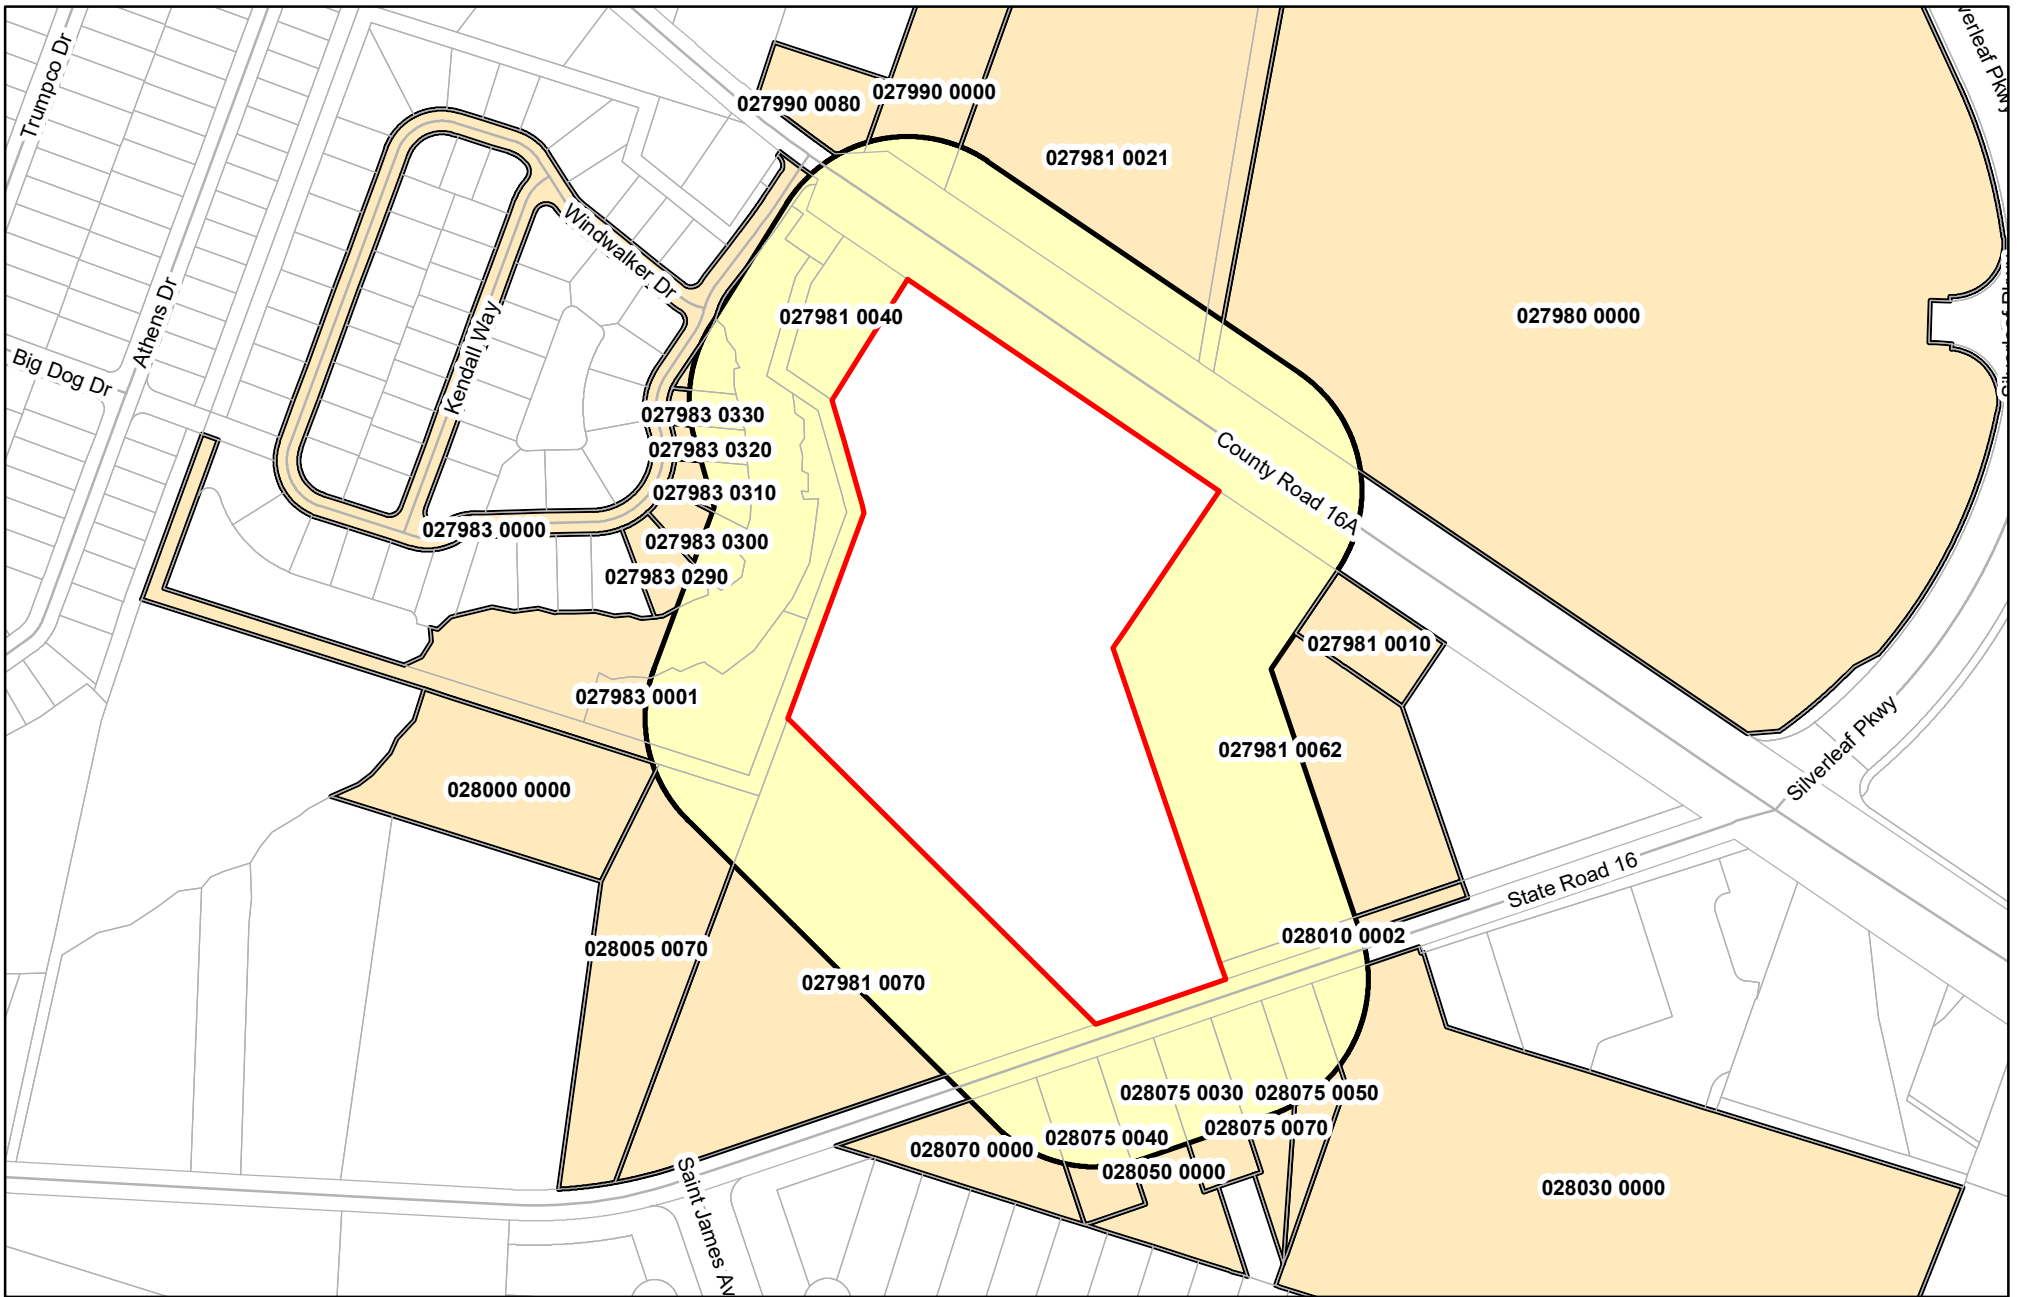 Trumpco Dr
Athens Dr
Big Dog Dr
Kendall Way
Windwalker Dr
027990 0080
027990 0000
027981 0021
027980 0000
027981 0040
027983 0330
027983 0320
027983 0310
027983 0300
027983 0290
027983 0000
027983 0001
County Road 16A
027981 0010
027981 0062
028000 0000
028005 0070
027981 0070
Silverleaf Pkwy
State Road 16
028010 0002
028075 0030
028075 0050
028075 0040
028075 0070
028070 0000
028050 0000
028030 0000
Saint James Av